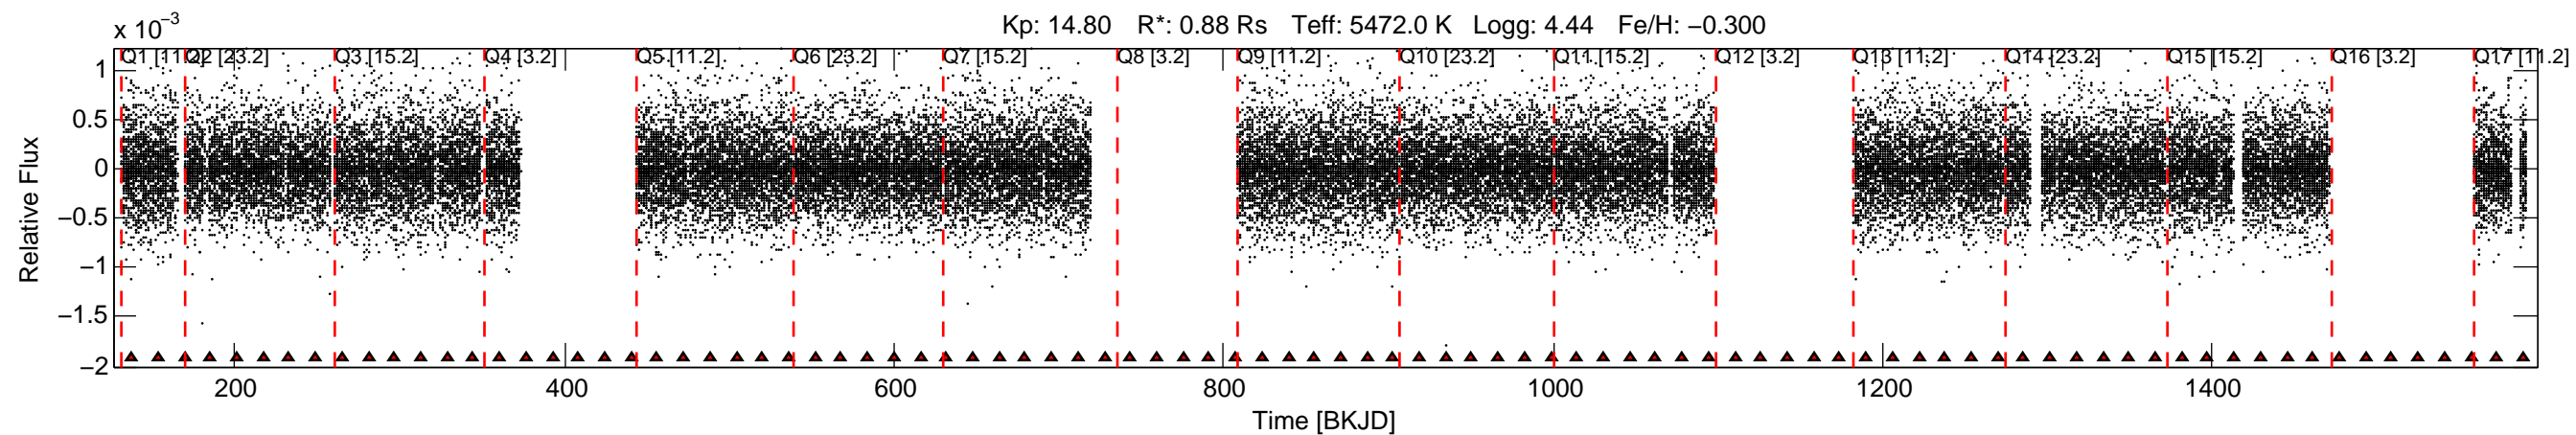 Kp: 14.80 R*: 0.88 Rs Teff: 5472.0 K Logg: 4.44 Fe/H: −0.300
x 10−3
Q1 [11.2] Q2 [23.2] Q3 [15.2] Q4 [3.2] Q5 [11.2] Q6 [23.2] Q7 [15.2] Q8 [3.2] Q9 [11.2] Q10 [23.2] Q11 [15.2] Q12 [3.2] Q13 [11.2] Q14 [23.2] Q15 [15.2] Q16 [3.2] Q17 [11.2]
1
0.5
0
−0.5
−1
−1.5
−2
Relative Flux
200 400 600 800 1000 1200 1400
Time [BKJD]